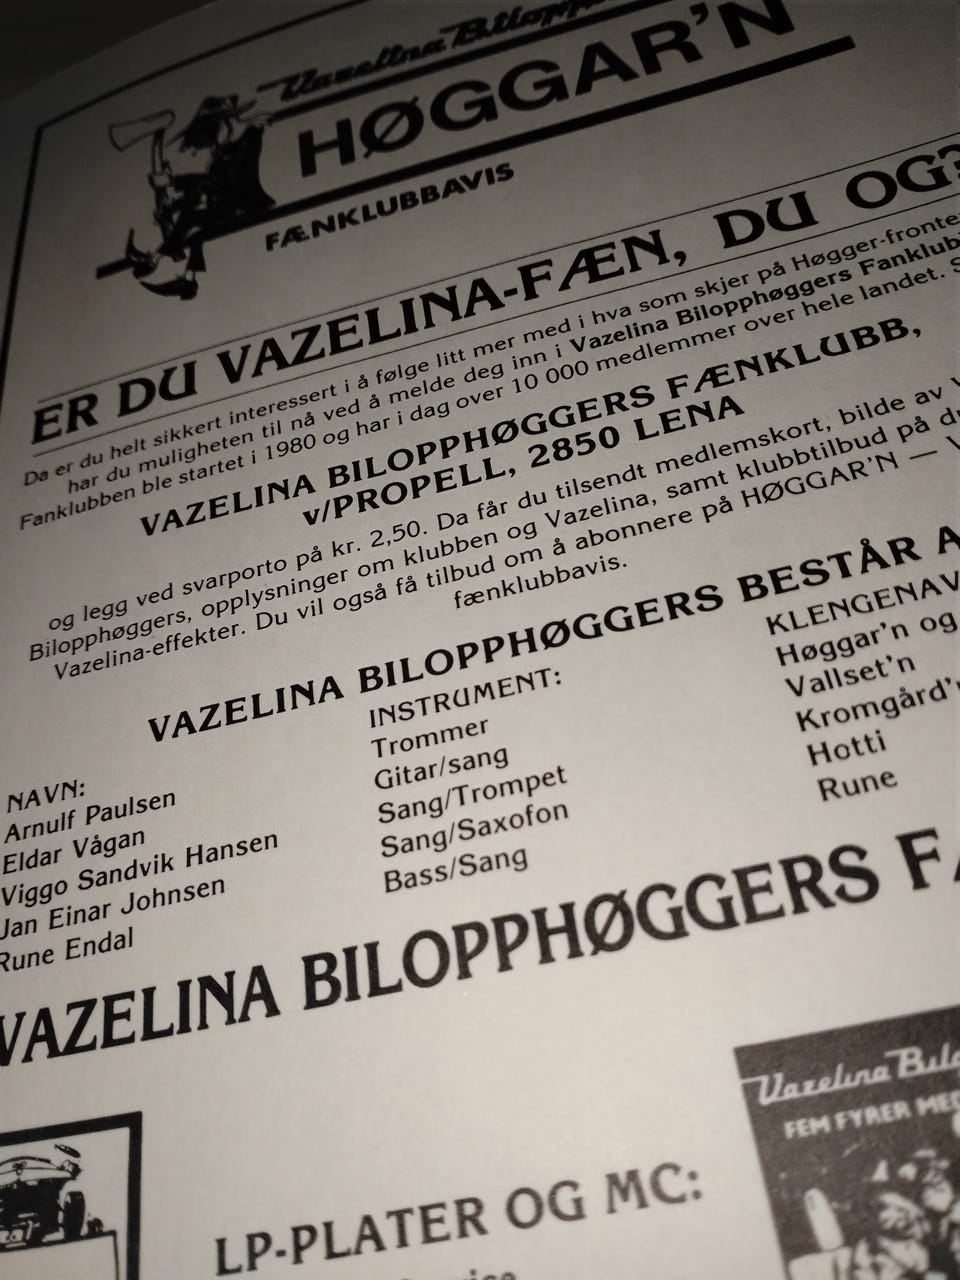 Vazelina Bilopp
HØGGAR'N
FÆNKLUBBAVIS
ER DU VAZELINA-FÆN, DU OG?
Da er du helt sikkert interessert i å følge litt mer med i hva som skjer på Høgger-fronte
har du muligheten til nå ved å melde deg inn i Vazelina Bilopphøggers Fanklub
Fanklubben ble startet i 1980 og har i dag over 10 000 medlemmer over hele landet. S
VAZELINA BILOPPHØGGERS FÆNKLUBB,
v/PROPELL, 2850 LENA
og legg ved svarporto på kr. 2,50. Da får du tilsendt medlemskort, bilde av V
Bilopphøggers, opplysninger om klubben og Vazelina, samt klubbtilbud på d
Vazelina-effekter. Du vil også få tilbud om å abonnere på HØGGAR'N — V
fænklubbavis.
VAZELINA BILOPPHØGGERS BESTÅR A
NAVN: INSTRUMENT: KLENGENAV
Arnulf Paulsen Trommer Høggar'n og
Eldar Vågan Gitar/sang Vallset'n
Viggo Sandvik Hansen Sang/Trompet Kromgård'n
Jan Einar Johnsen Sang/Saxofon Hotti
Rune Endal Bass/Sang Rune
VAZELINA BILOPPHØGGERS FÆ
Vazelina Bilo
FEM FYRER MED
LP-PLATER OG MC: